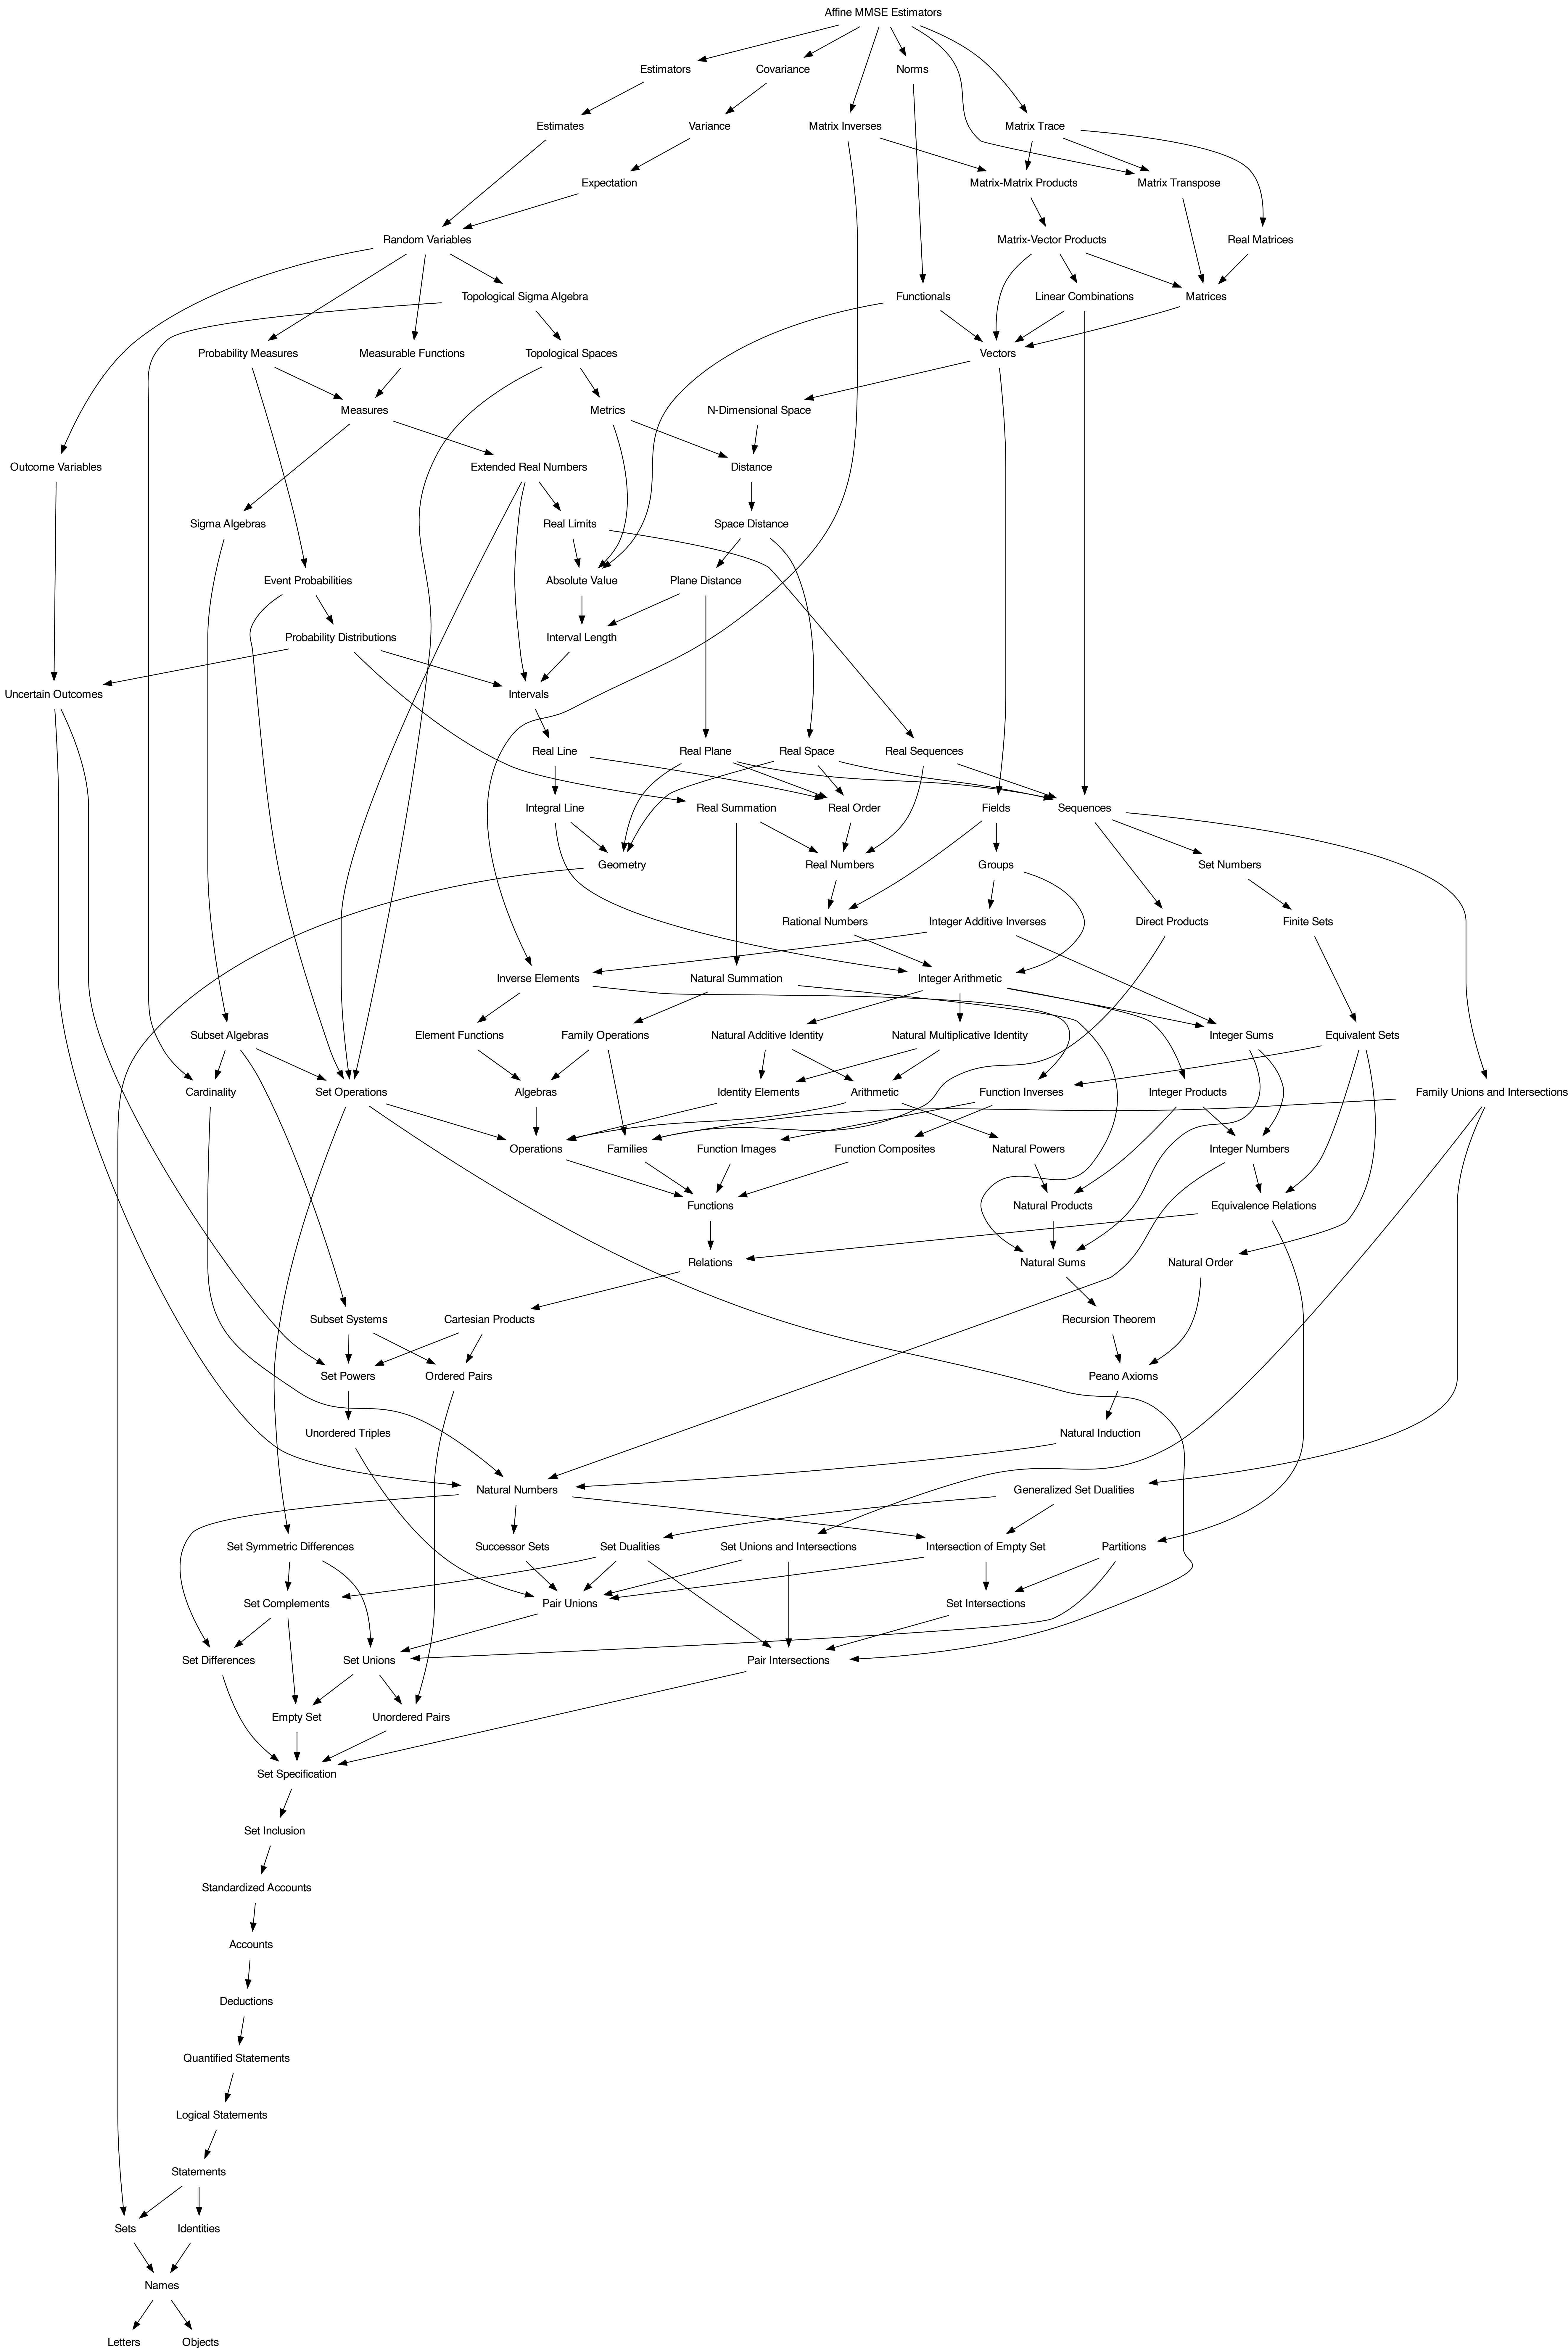 Affine MMSE Estimators
Estimators
Covariance
Norms
Estimates
Variance
Matrix Inverses
Matrix Trace
Expectation
Matrix-Matrix Products
Matrix Transpose
Random Variables
Matrix-Vector Products
Real Matrices
Topological Sigma Algebra
Functionals
Linear Combinations
Matrices
Probability Measures
Measurable Functions
Topological Spaces
Vectors
Measures
Metrics
N-Dimensional Space
Outcome Variables
Extended Real Numbers
Distance
Sigma Algebras
Real Limits
Space Distance
Event Probabilities
Absolute Value
Plane Distance
Probability Distributions
Interval Length
Uncertain Outcomes
Intervals
Real Line
Real Plane
Real Space
Real Sequences
Integral Line
Real Summation
Real Order
Fields
Sequences
Geometry
Real Numbers
Groups
Set Numbers
Rational Numbers
Integer Additive Inverses
Direct Products
Finite Sets
Inverse Elements
Natural Summation
Integer Arithmetic
Subset Algebras
Element Functions
Family Operations
Natural Additive Identity
Natural Multiplicative Identity
Integer Sums
Equivalent Sets
Cardinality
Set Operations
Algebras
Identity Elements
Arithmetic
Function Inverses
Integer Products
Family Unions and Intersections
Operations
Families
Function Images
Function Composites
Natural Powers
Integer Numbers
Functions
Natural Products
Equivalence Relations
Relations
Natural Sums
Natural Order
Subset Systems
Cartesian Products
Recursion Theorem
Set Powers
Ordered Pairs
Peano Axioms
Unordered Triples
Natural Induction
Natural Numbers
Generalized Set Dualities
Set Symmetric Differences
Successor Sets
Set Dualities
Set Unions and Intersections
Intersection of Empty Set
Partitions
Set Complements
Pair Unions
Set Intersections
Set Differences
Set Unions
Pair Intersections
Empty Set
Unordered Pairs
Set Specification
Set Inclusion
Standardized Accounts
Accounts
Deductions
Quantified Statements
Logical Statements
Statements
Sets
Identities
Names
Letters
Objects